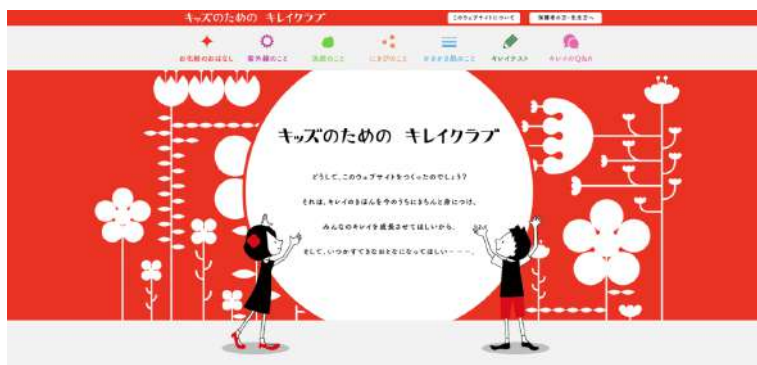 キッズのための キレイクラブ
このウェブサイトについて
保護者の方・先生方へ
お化粧のおはなし
紫外線のこと
洗顔のこと
にきびのこと
かさかさ肌のこと
キレイテスト
キレイのQ&A
キッズのための キレイクラブ
どうして、このウェブサイトをつくったのでしょう?
それは、キレイのきほんを今のうちにきちんと身につけ、
みんなのキレイを成長させてほしいから。
そして、いつかすてきなおとなになってほしい－－－。